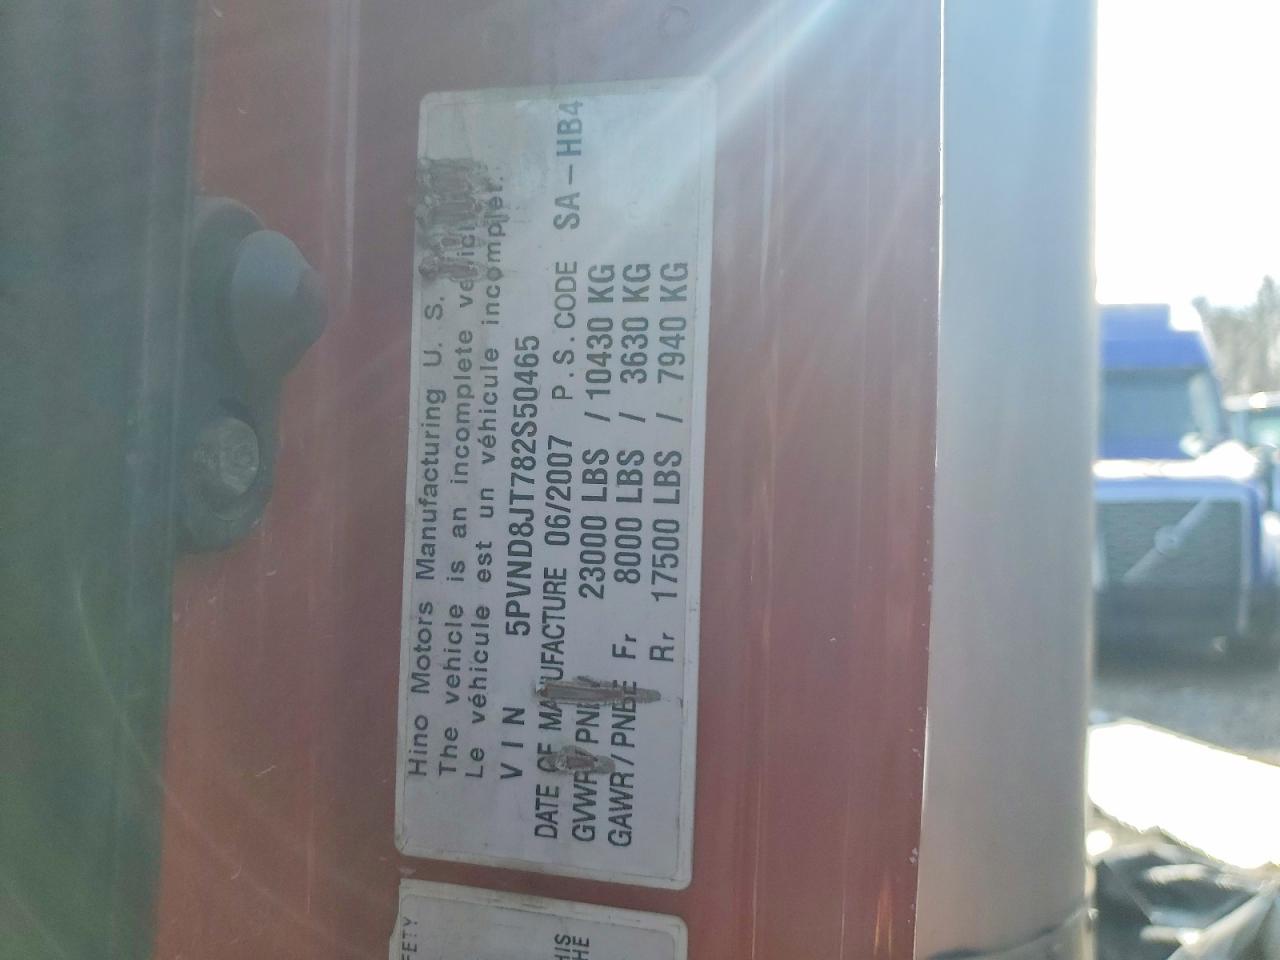 Hino Motors Manufacturing U. S.
The vehicle is an incomplete vehicle
Le véhicule est un véhicule incomplet.
VIN 5PVND8JT782S50465
DATE OF MANUFACTURE 06/2007 P.S. CODE SA-HB4
GVWR/PNBV 23000 LBS / 10430 KG
GAWR/PNBE Fr 8000 LBS / 3630 KG
Rr 17500 LBS / 7940 KG